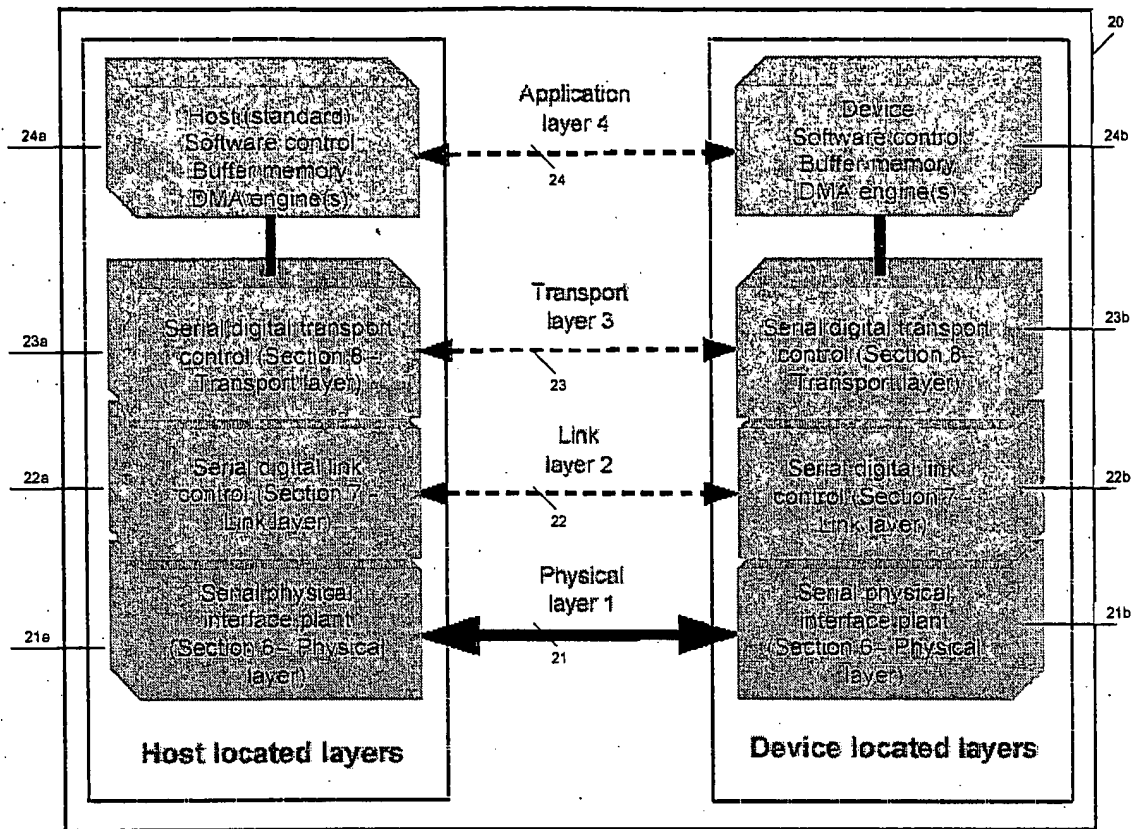 20
Host (standard)
Software control
Buffer memory
DMA engine(s)
24a
Application
layer 4
24
Device
Software control
Buffer memory
DMA engine(s)
24b
Serial digital transport
control (Section 8 –
Transport layer)
23a
Transport
layer 3
23
Serial digital transport
control (Section 8 –
Transport layer)
23b
Serial digital link
control (Section 7 –
Link layer)
22a
Link
layer 2
22
Serial digital link
control (Section 7 –
Link layer)
22b
Serial physical
interface plant
(Section 6 – Physical
layer)
21a
Physical
layer 1
21
Serial physical
interface plant
(Section 6 – Physical
layer)
21b
Host located layers
Device located layers